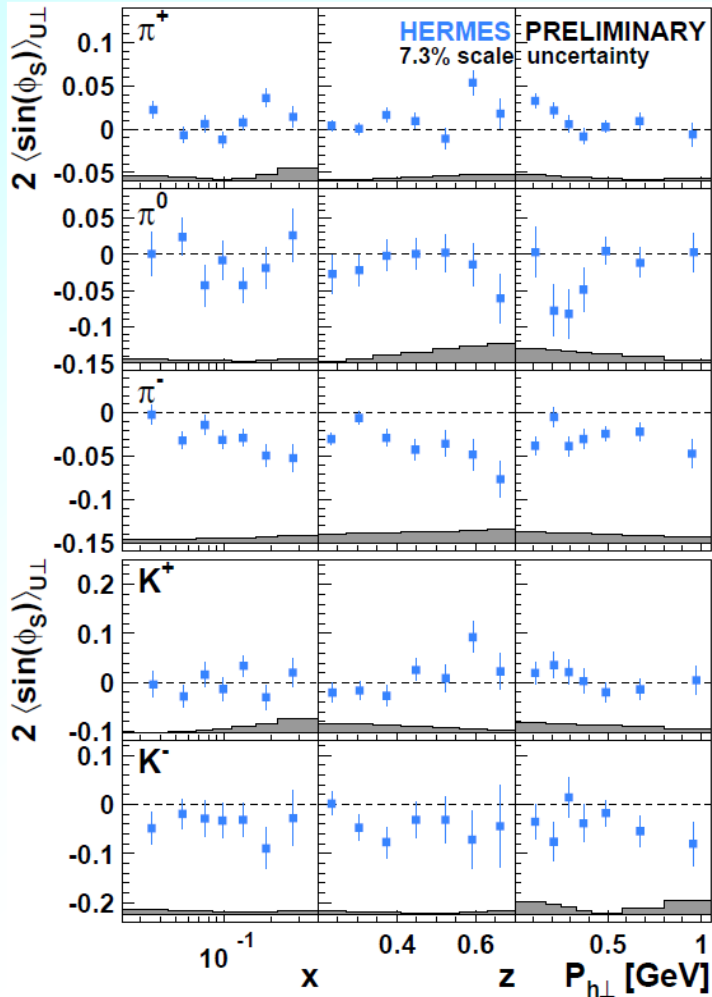 π+
HERMES PRELIMINARY
7.3% scale uncertainty
2 ⟨sin(ϕS)⟩U⊥
0.1
0.05
0
-0.05
π0
0.05
0
-0.05
-0.1
-0.15
π-
0
-0.05
-0.1
-0.15
2 ⟨sin(ϕS)⟩U⊥
K+
0.2
0.1
0
-0.1
K-
0.1
0
-0.1
-0.2
10 -1 0.4 0.6 0.5 1
x z Ph⊥ [GeV]